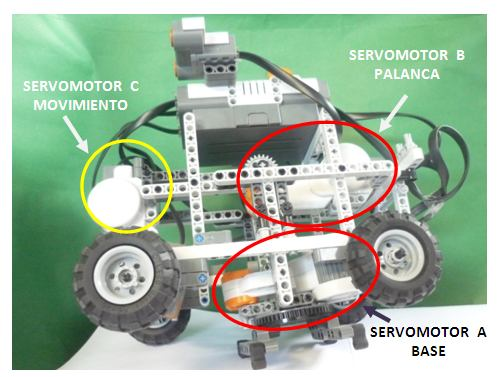 SERVOMOTOR B
PALANCA
SERVOMOTOR C
MOVIMIENTO
SERVOMOTOR A
BASE